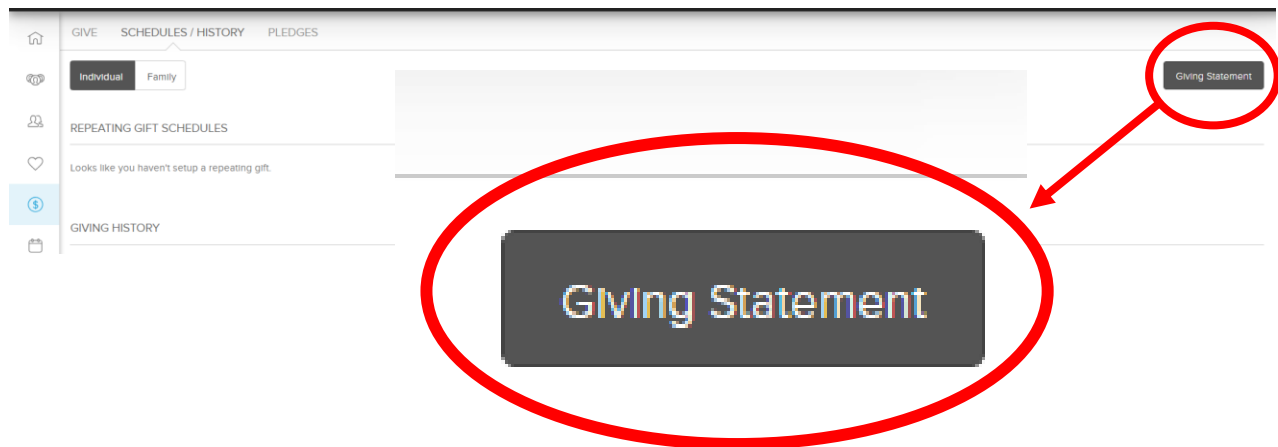 GIVE SCHEDULES / HISTORY PLEDGES
Individual Family
Giving Statement
REPEATING GIFT SCHEDULES
Looks like you haven't setup a repeating gift.
$
GIVING HISTORY
Giving Statement